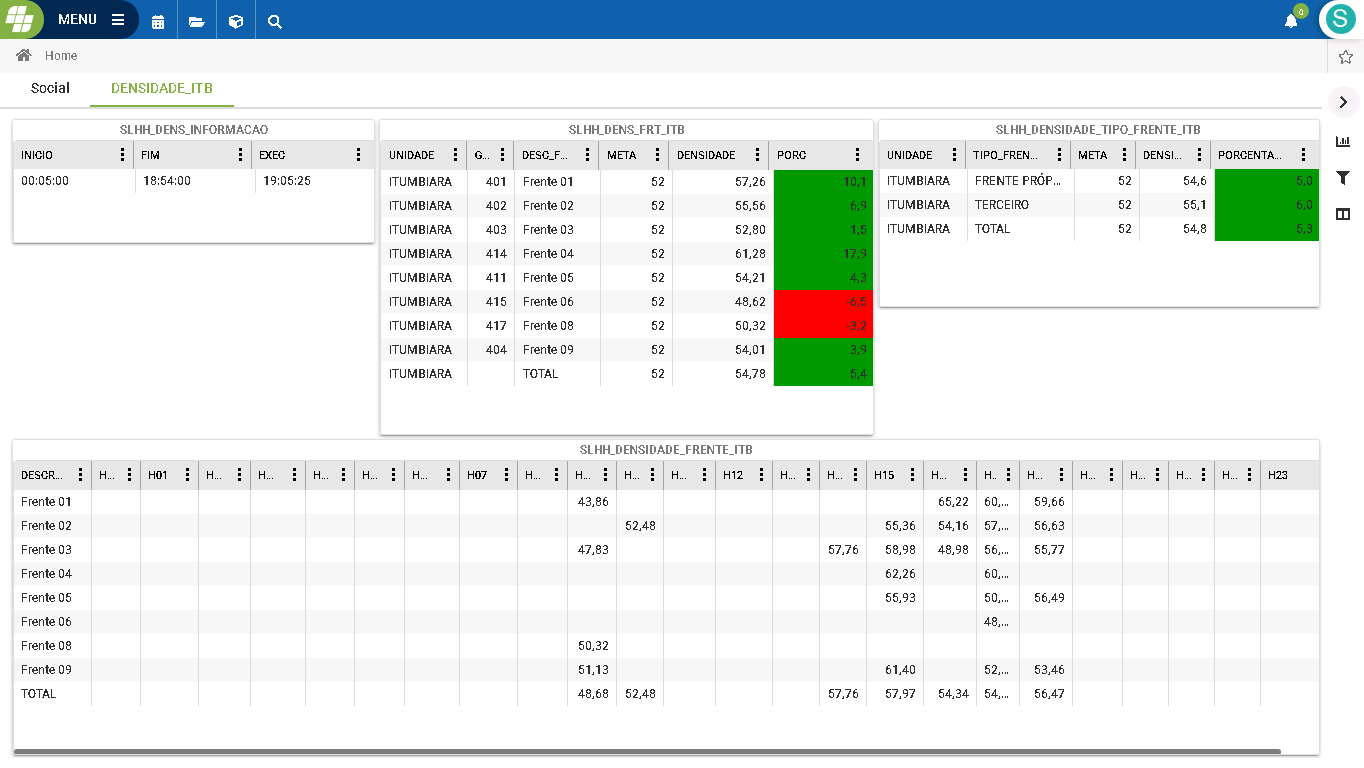 MENU
0
S
Home
Social DENSIDADE_ITB
SLHH_DENS_INFORMACAO
INICIO FIM EXEC
00:05:00 18:54:00 19:05:25
SLHH_DENS_FRT_ITB
UNIDADE G... DESC_F... META DENSIDADE PORC
ITUMBIARA 401 Frente 01 52 57,26 10,1
ITUMBIARA 402 Frente 02 52 55,56 6,9
ITUMBIARA 403 Frente 03 52 52,80 1,5
ITUMBIARA 414 Frente 04 52 61,28 17,9
ITUMBIARA 411 Frente 05 52 54,21 4,3
ITUMBIARA 415 Frente 06 52 48,62 -6,5
ITUMBIARA 417 Frente 08 52 50,32 -3,2
ITUMBIARA 404 Frente 09 52 54,01 3,9
ITUMBIARA TOTAL 52 54,78 5,4
SLHH_DENSIDADE_TIPO_FRENTE_ITB
UNIDADE TIPO_FREN... META DENSI... PORCENTA...
ITUMBIARA FRENTE PRÓP... 52 54,6 5,0
ITUMBIARA TERCEIRO 52 55,1 6,0
ITUMBIARA TOTAL 52 54,8 5,3
SLHH_DENSIDADE_FRENTE_ITB
DESCR... H... H01 H... H... H... H... H... H07 H... H... H... H... H12 H... H... H15 H... H.. H... H... H... H... H... H23
Frente 01 43,86 65,22 60,... 59,66
Frente 02 52,48 55,36 54,16 57,... 56,63
Frente 03 47,83 57,76 58,98 48,98 56,... 55,77
Frente 04 62,26 60,...
Frente 05 55,93 50,... 56,49
Frente 06 48,...
Frente 08 50,32
Frente 09 51,13 61,40 52,... 53,46
TOTAL 48,68 52,48 57,76 57,97 54,34 54,... 56,47